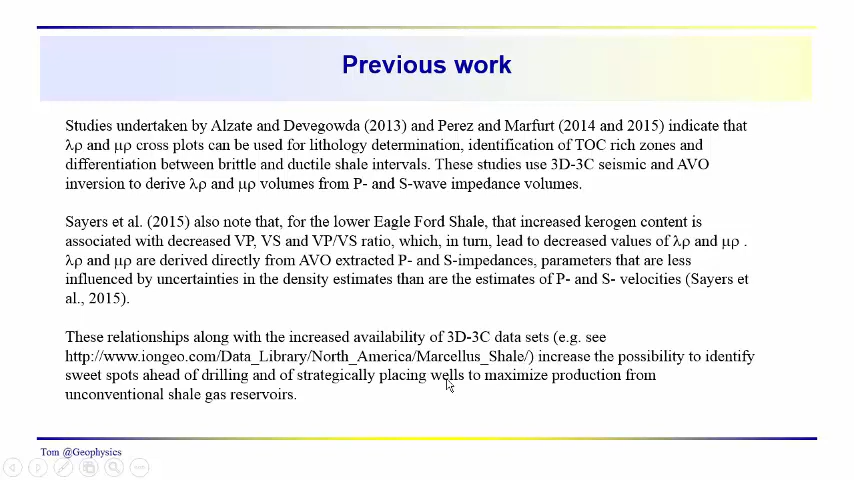 Previous work
Studies undertaken by Alzate and Devegowda (2013) and Perez and Marfurt (2014 and 2015) indicate that
λρ and μρ cross plots can be used for lithology determination, identification of TOC rich zones and
differentiation between brittle and ductile shale intervals. These studies use 3D-3C seismic and AVO
inversion to derive λρ and μρ volumes from P- and S-wave impedance volumes.
Sayers et al. (2015) also note that, for the lower Eagle Ford Shale, that increased kerogen content is
associated with decreased VP, VS and VP/VS ratio, which, in turn, lead to decreased values of λρ and μρ .
λρ and μρ are derived directly from AVO extracted P- and S-impedances, parameters that are less
influenced by uncertainties in the density estimates than are the estimates of P- and S- velocities (Sayers et
al., 2015).
These relationships along with the increased availability of 3D-3C data sets (e.g. see
http://www.iongeo.com/Data_Library/North_America/Marcellus_Shale/) increase the possibility to identify
sweet spots ahead of drilling and of strategically placing wells to maximize production from
unconventional shale gas reservoirs.
Tom @Geophysics